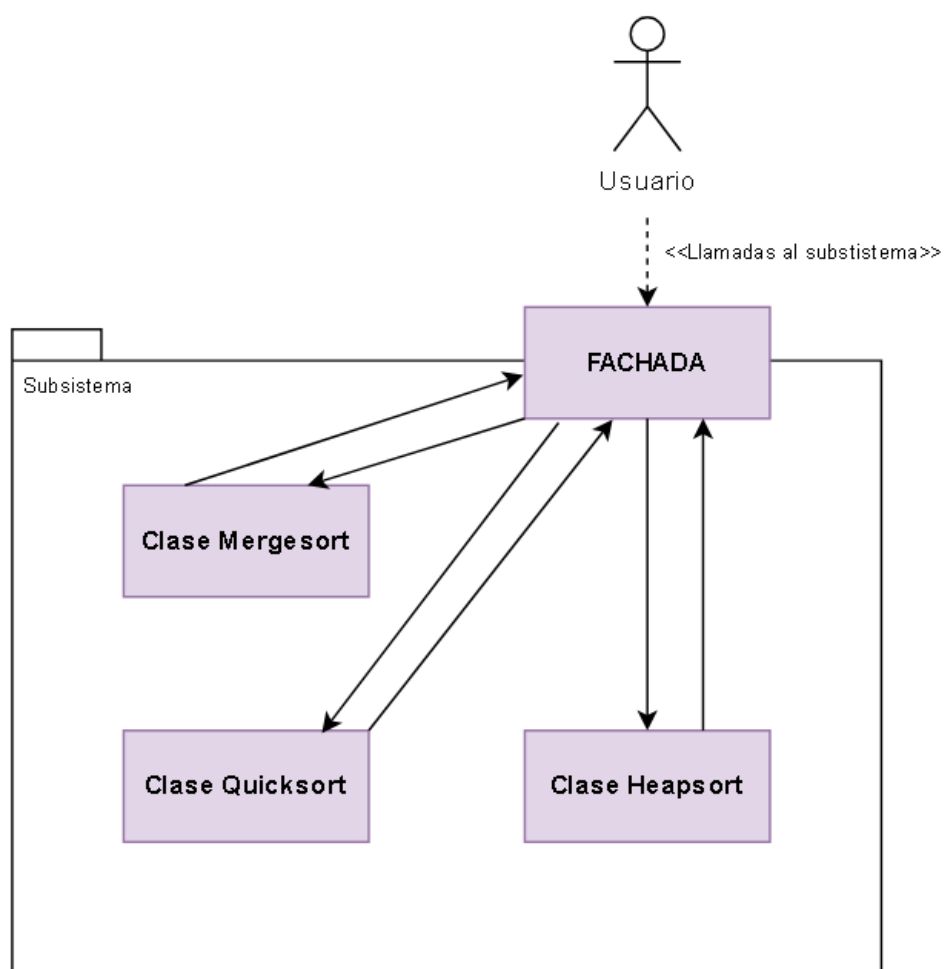 Usuario
<<Llamadas al substistema>>
FACHADA
Subsistema
Clase Mergesort
Clase Quicksort
Clase Heapsort